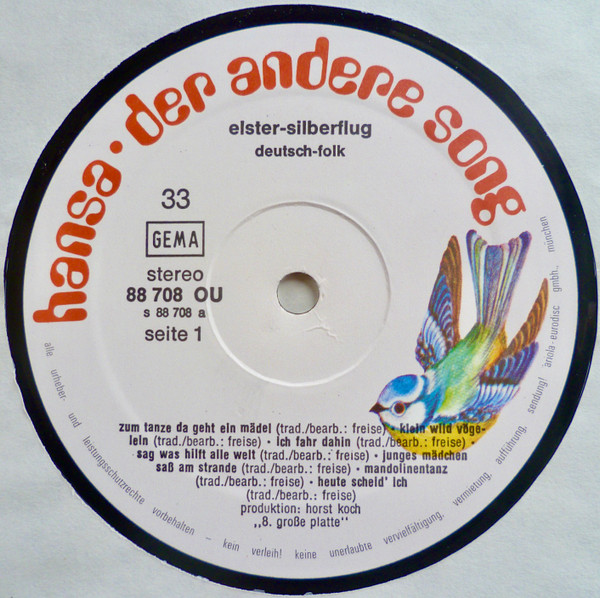 hansa · der andere song
elster-silberflug
deutsch-folk
33
GEMA
stereo
88 708 OU
s 88 708 a
seite 1
zum tanze da geht ein mädel (trad./bearb.: freise) · klein wild vöge-
lein (trad./bearb.: freise) · ich fahr dahin (trad./bearb.: freise) ·
sag was hilft alle welt (trad./bearb.: freise) · junges mädchen
saß am strande (trad./bearb.: freise) · mandolinentanz
(trad./bearb.: freise) · heute scheid' ich
(trad./bearb.: freise)
produktion: horst koch
„8. große platte"
alle urheber- und leistungsschutzrechte vorbehalten – kein verleih! keine unerlaubte vervielfältigung, vermietung, aufführung, sendung! ariola-eurodisc gmbh., münchen